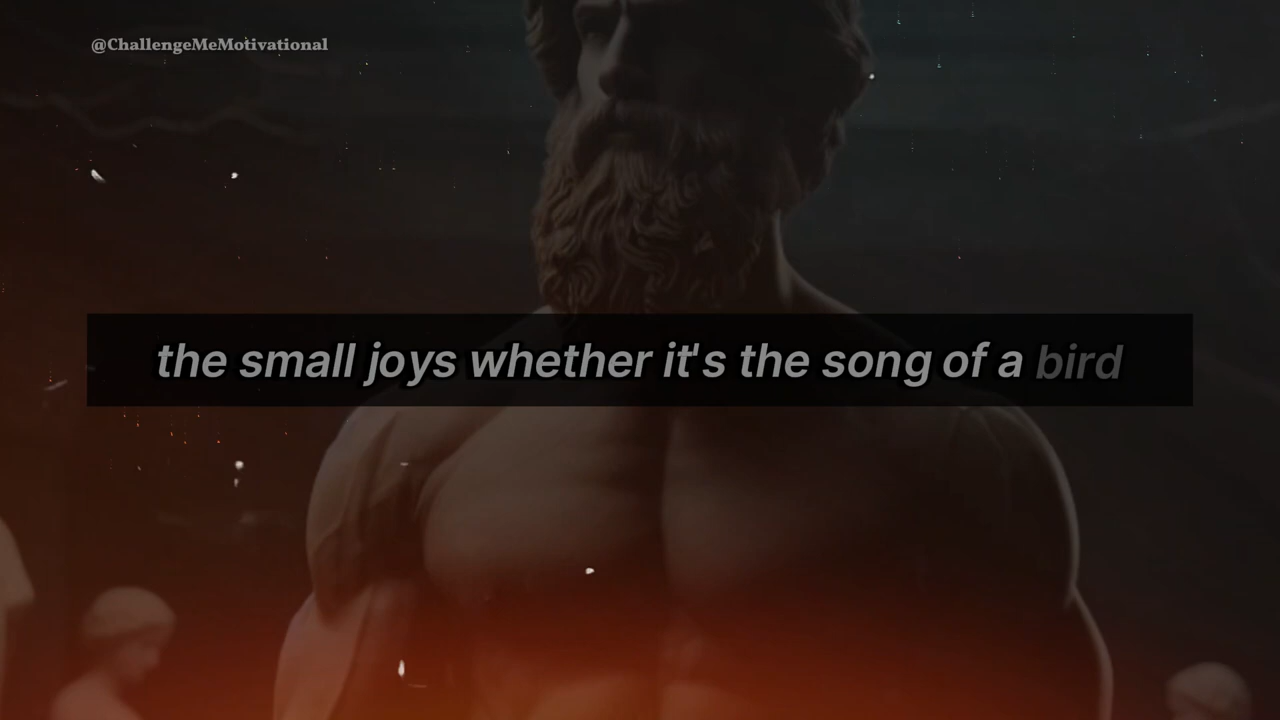 @ChallengeMeMotivational
the small joys whether it's the song of a bird